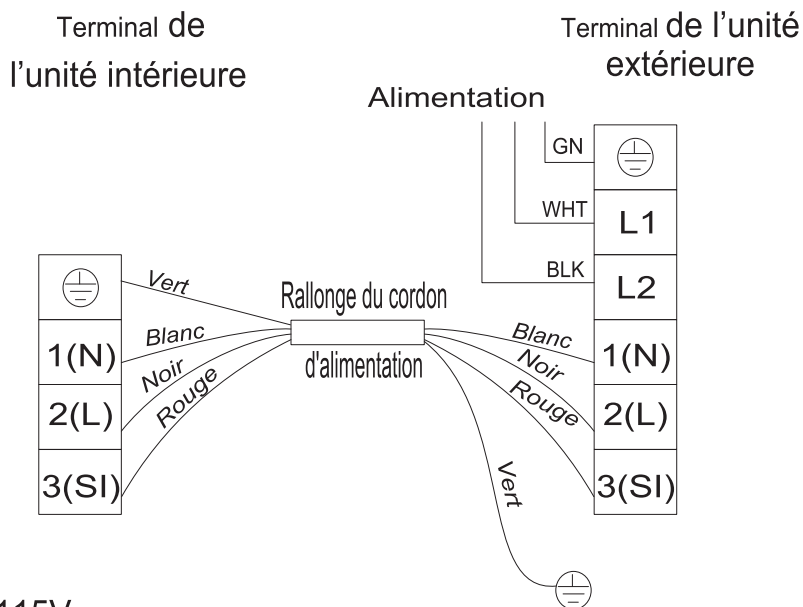 Terminal de
l'unité intérieure
Terminal de l'unité
extérieure
Alimentation
GN
WHT
L1
BLK
L2
Vert
Rallonge du cordon
d'alimentation
1(N)
Blanc
2(L)
Noir
3(SI)
Rouge
Blanc
1(N)
Noir
2(L)
Rouge
3(SI)
Vert
115V